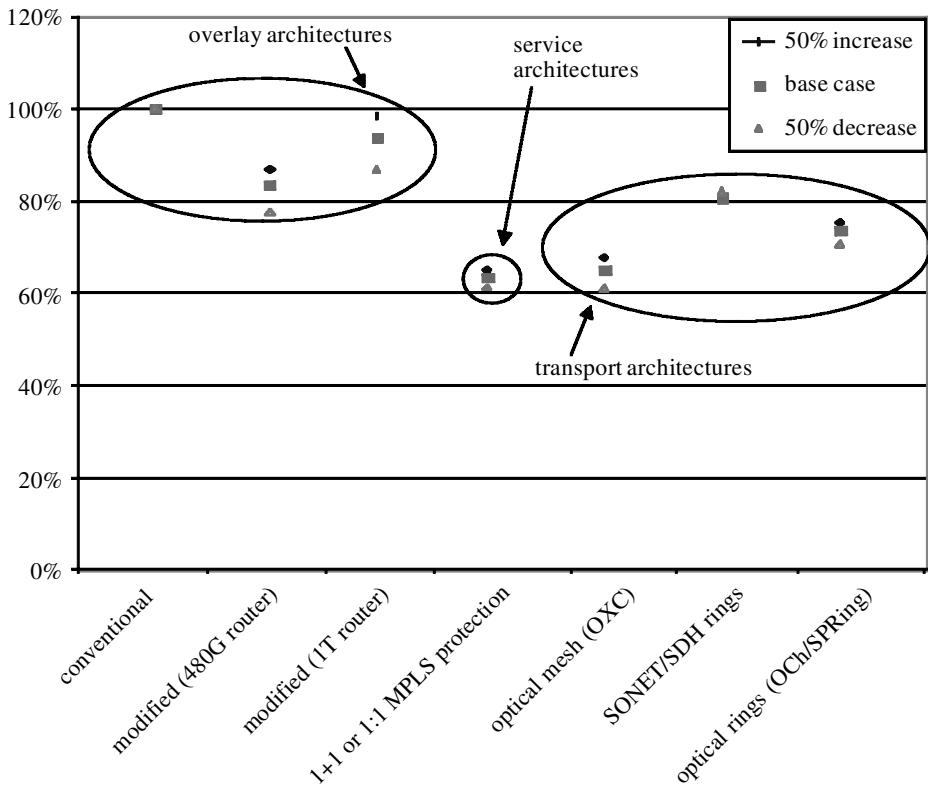 120%
100%
80%
60%
40%
20%
0%
overlay architectures
service
architectures
transport architectures
50% increase
base case
50% decrease
conventional
modified (480G router)
modified (1T router)
1+1 or 1:1 MPLS protection
optical mesh (OXC)
SONET/SDH rings
optical rings (OCh/SPRing)